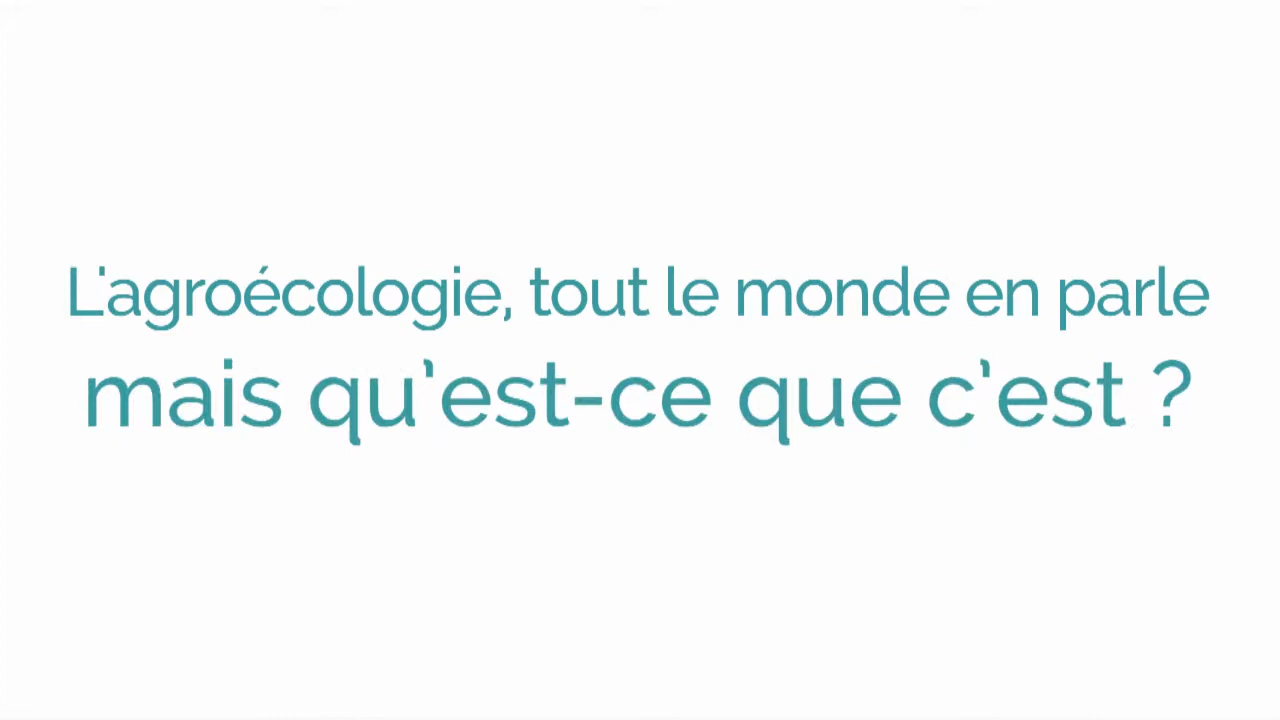 L'agroécologie, tout le monde en parle
mais qu’est-ce que c’est ?